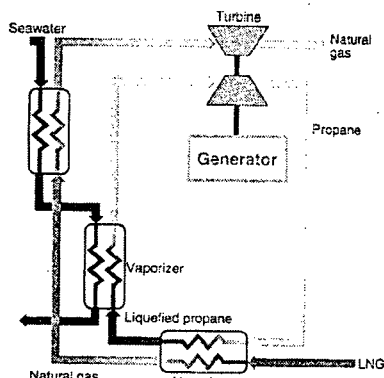 Turbine
Seawater
Natural
gas
Propane
Generator
Vaporizer
Liquefied propane
LNG
Natural gas